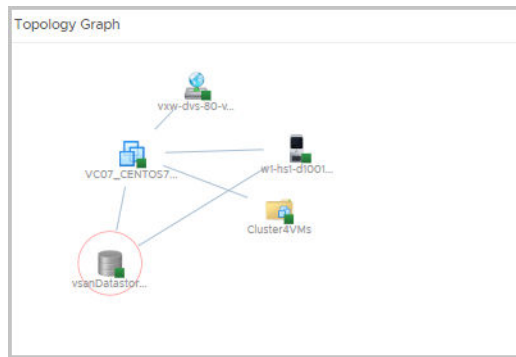 Topology Graph
vxw-dvs-80-v...
VC07_CENTOS7...
w1-hs1-d1001...
Cluster4VMs
vsanDatastor...